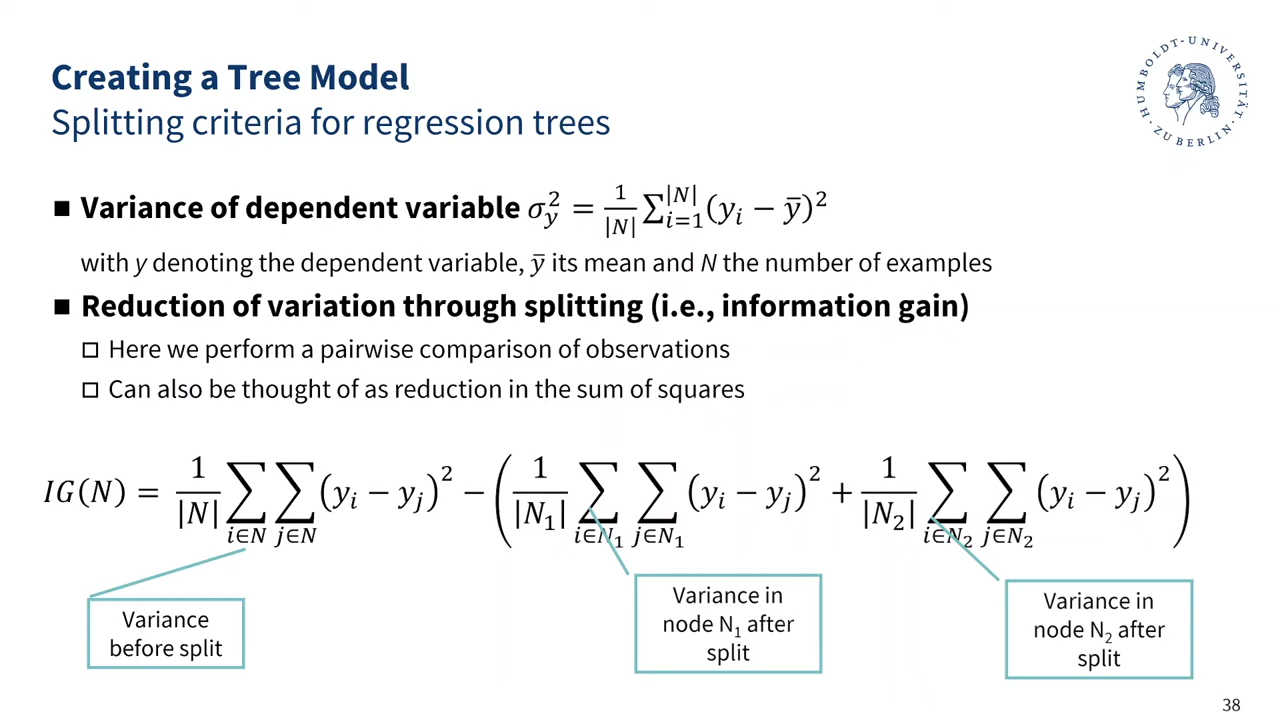 Creating a Tree Model
Splitting criteria for regression trees
HUMBOLDT-UNIVERSITÄT · ZU BERLIN ·
■ Variance of dependent variable σ_y^2 = 1/|N| ∑_{i=1}^{|N|} (y_i − ȳ)^2
with y denoting the dependent variable, ȳ its mean and N the number of examples
■ Reduction of variation through splitting (i.e., information gain)
□ Here we perform a pairwise comparison of observations
□ Can also be thought of as reduction in the sum of squares
IG(N) = 1/|N| ∑_{i∈N} ∑_{j∈N} (y_i − y_j)^2 − ( 1/|N_1| ∑_{i∈N_1} ∑_{j∈N_1} (y_i − y_j)^2 + 1/|N_2| ∑_{i∈N_2} ∑_{j∈N_2} (y_i − y_j)^2 )
Variance
before split
Variance in
node N_1 after
split
Variance in
node N_2 after
split
38